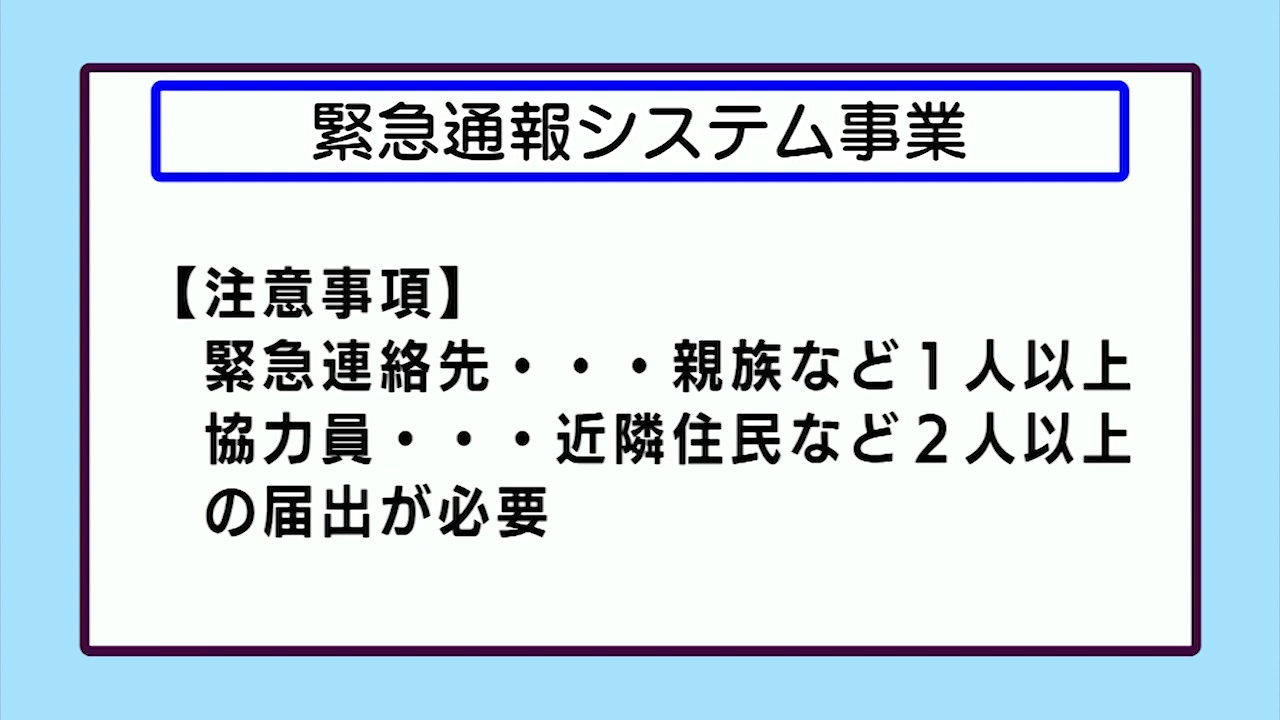 緊急通報システム事業
【注意事項】
緊急連絡先・・・親族など１人以上
協力員・・・近隣住民など２人以上
の届出が必要